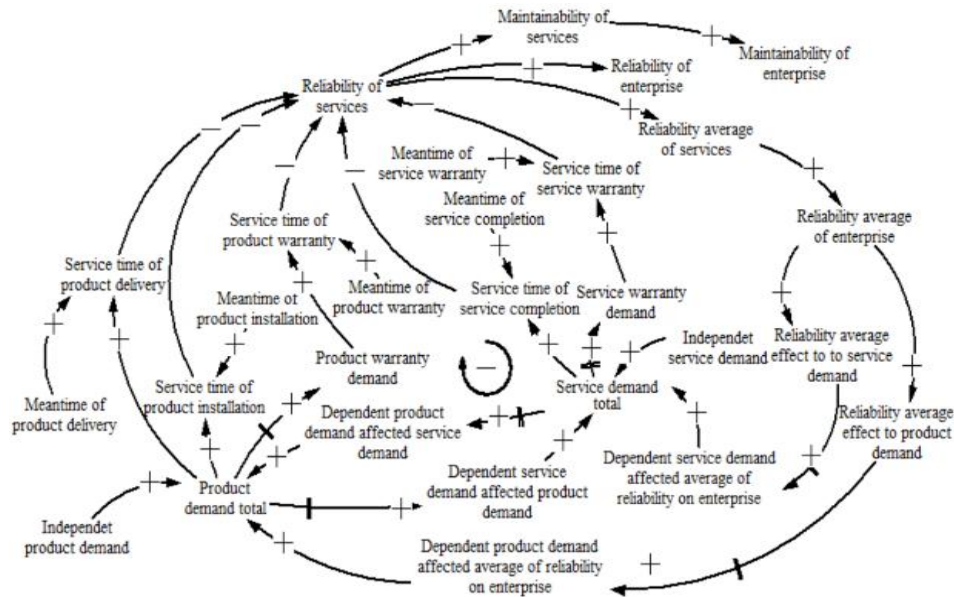 Maintainability of
services
Maintainability of
enterprise
Reliability of
enterprise
Reliability of
services
Reliability average
of services
Meantime of
service warranty
Service time of
service warranty
Meantime of
service completion
Service time of
product warranty
Reliability average
of enterprise
Service time of
product delivery
Meantime of
product installation
Meantime of
product warranty
Service time of
service completion
Service warranty
demand
Independet
service demand
Reliability average
effect to to service
demand
Product warranty
demand
Service demand
total
Meantime of
product delivery
Service time of
product installation
Dependent product
demand affected service
demand
Reliability average
effect to product
demand
Dependent service
demand affected product
demand
Dependent service demand
affected average of
reliability on enterprise
Product
demand total
Independet
product demand
Dependent product demand
affected average of reliability
on enterprise